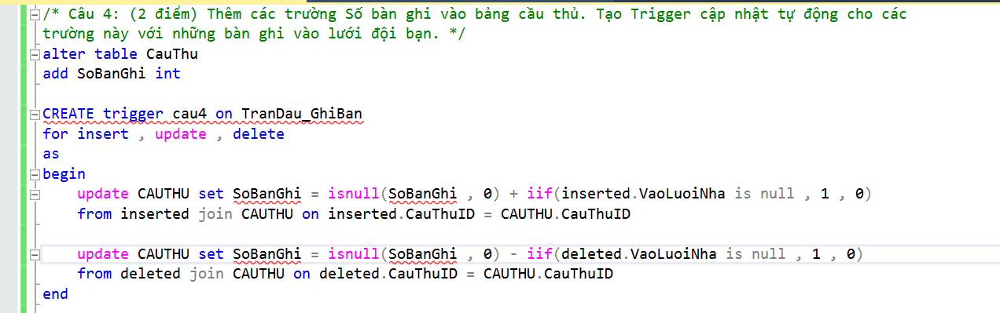 /* Câu 4: (2 điểm) Thêm các trường Số bàn ghi vào bảng cầu thủ. Tạo Trigger cập nhật tự động cho các
trường này với những bàn ghi vào lưới đội bạn. */
alter table CauThu
add SoBanGhi int
CREATE trigger cau4 on TranDau_GhiBan
for insert , update , delete
as
begin
update CAUTHU set SoBanGhi = isnull(SoBanGhi , 0) + iif(inserted.VaoLuoiNha is null , 1 , 0)
from inserted join CAUTHU on inserted.CauThuID = CAUTHU.CauThuID
update CAUTHU set SoBanGhi = isnull(SoBanGhi , 0) - iif(deleted.VaoLuoiNha is null , 1 , 0)
from deleted join CAUTHU on deleted.CauThuID = CAUTHU.CauThuID
end